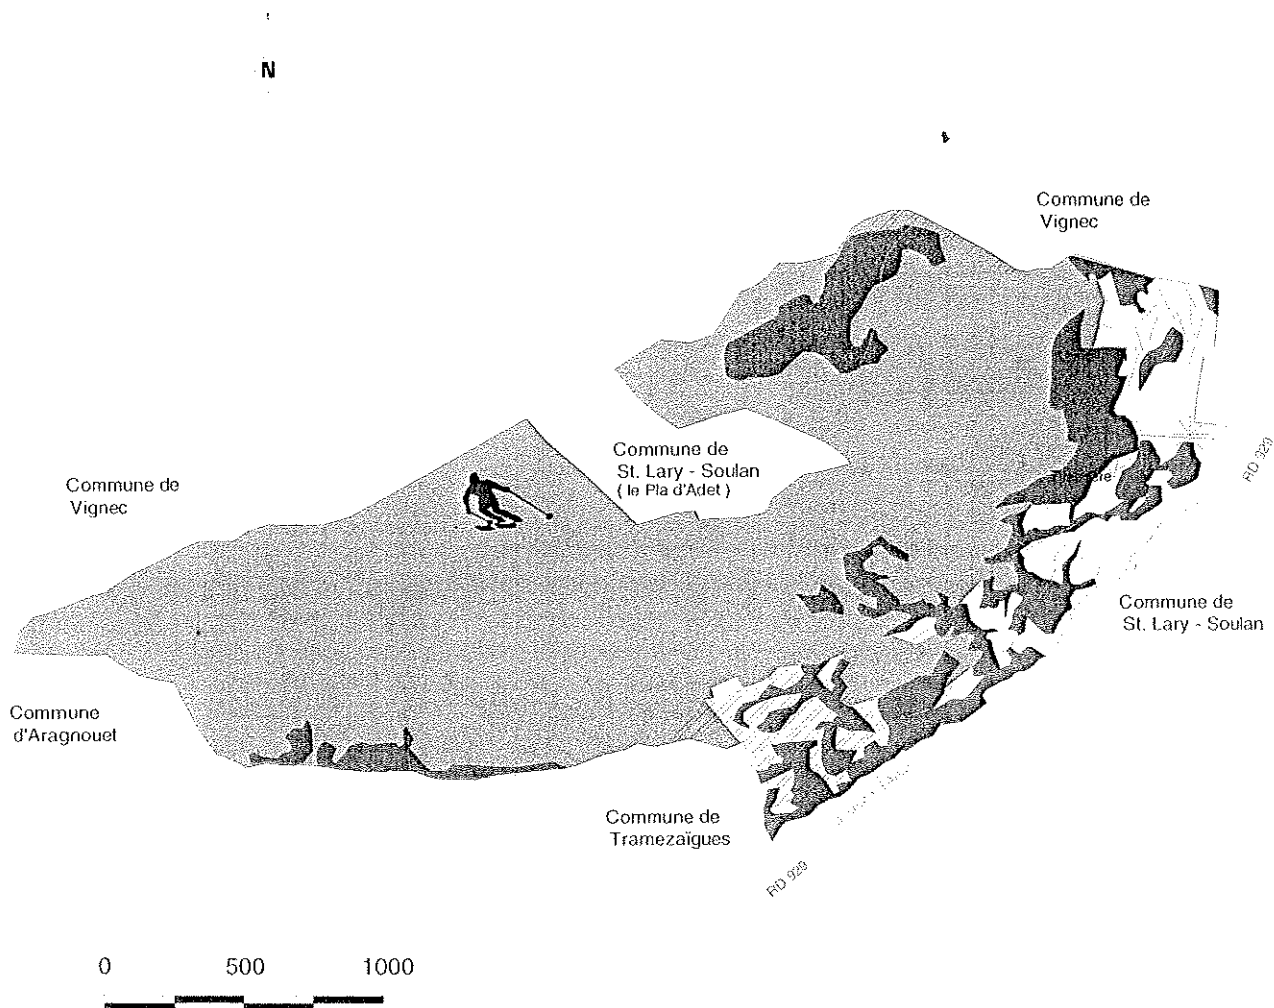 N
Commune de
Vignec
Commune de
St. Lary - Soulan
( le Pla d'Adet )
Commune de
Vignec
RD 929
Commune de
St. Lary - Soulan
Commune
d'Aragnouet
Commune de
Tramezaïgues
RD 929
0 500 1000